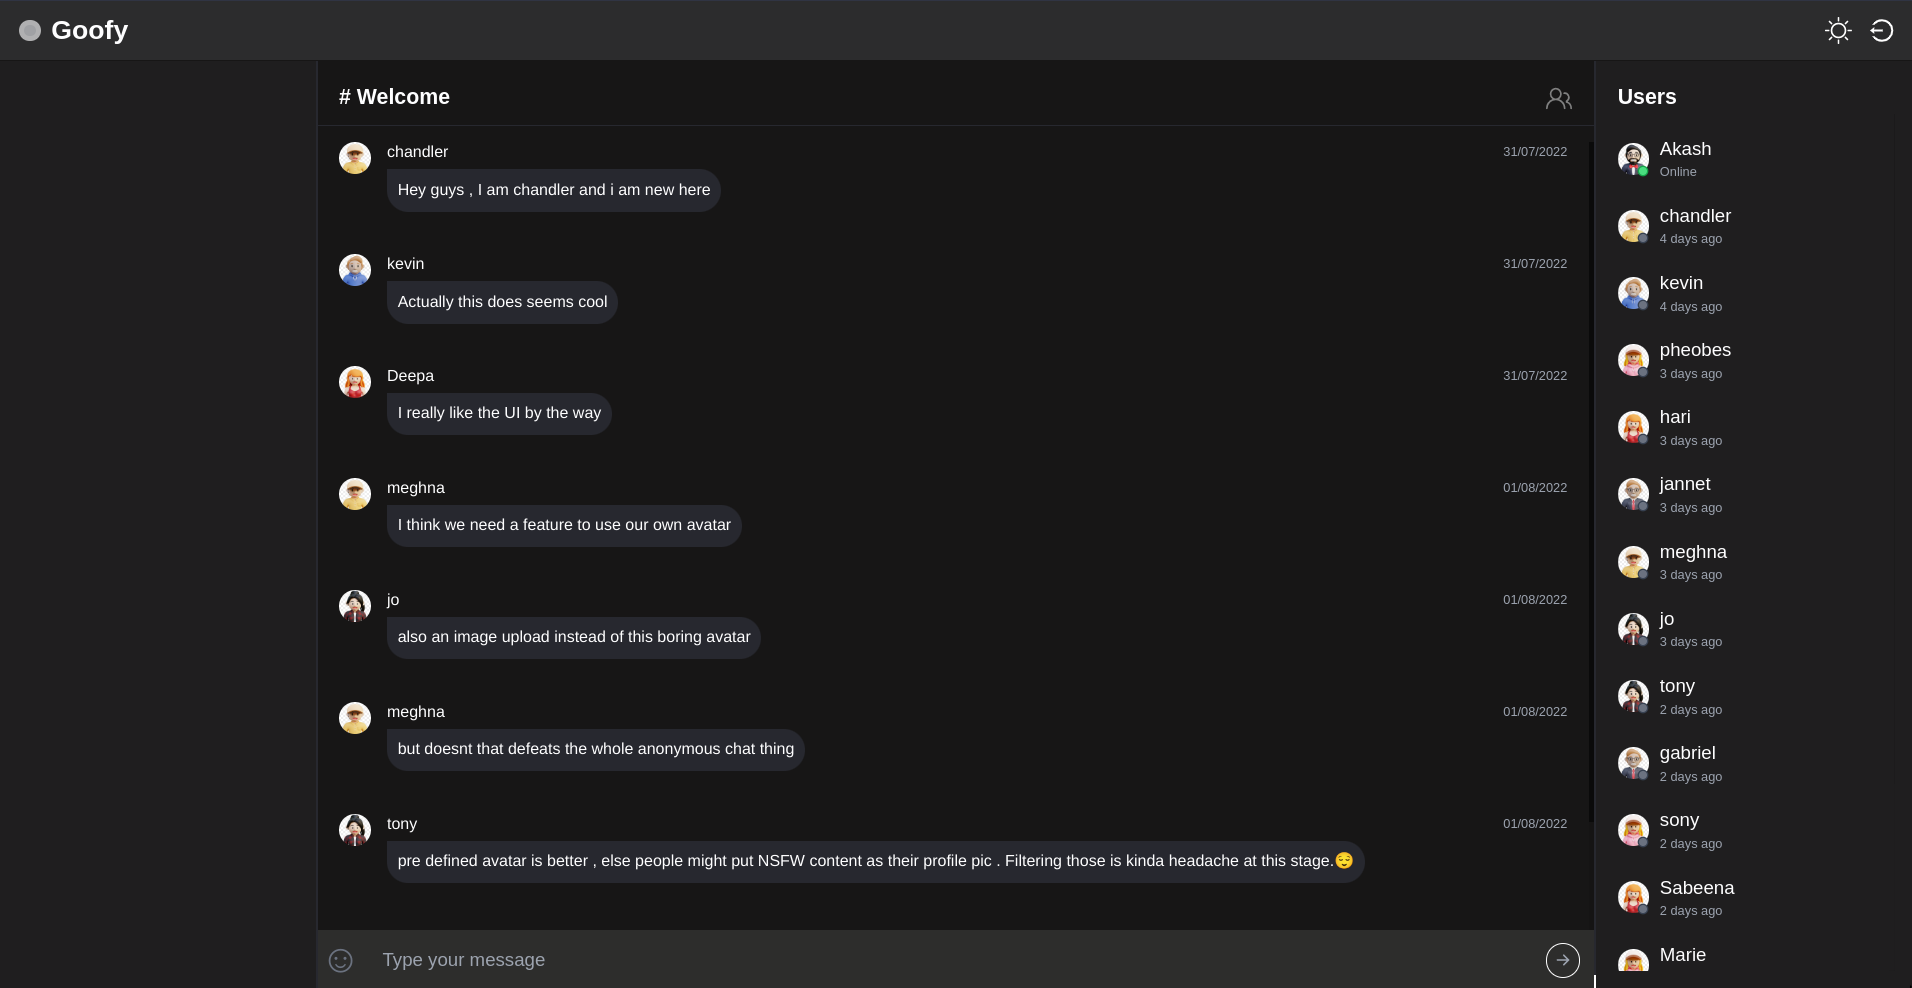 Goofy
# Welcome
chandler 31/07/2022
Hey guys , I am chandler and i am new here
kevin 31/07/2022
Actually this does seems cool
Deepa 31/07/2022
I really like the UI by the way
meghna 01/08/2022
I think we need a feature to use our own avatar
jo 01/08/2022
also an image upload instead of this boring avatar
meghna 01/08/2022
but doesnt that defeats the whole anonymous chat thing
tony 01/08/2022
pre defined avatar is better , else people might put NSFW content as their profile pic . Filtering those is kinda headache at this stage.😌
Type your message
Users
Akash
Online
chandler
4 days ago
kevin
4 days ago
pheobes
3 days ago
hari
3 days ago
jannet
3 days ago
meghna
3 days ago
jo
3 days ago
tony
2 days ago
gabriel
2 days ago
sony
2 days ago
Sabeena
2 days ago
Marie